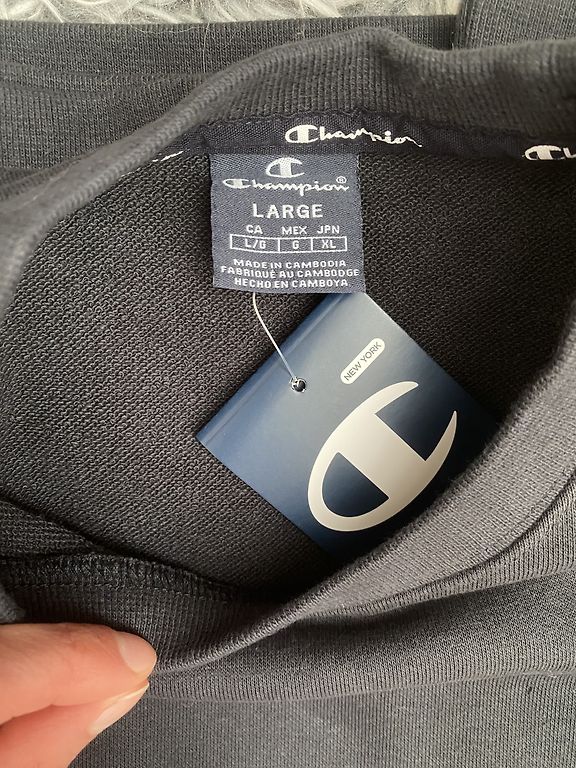 Champion
Champion®
LARGE
CA MEX JPN
L/G G XL
MADE IN CAMBODIA
FABRIQUÉ AU CAMBODGE
HECHO EN CAMBOYA
NEW YORK